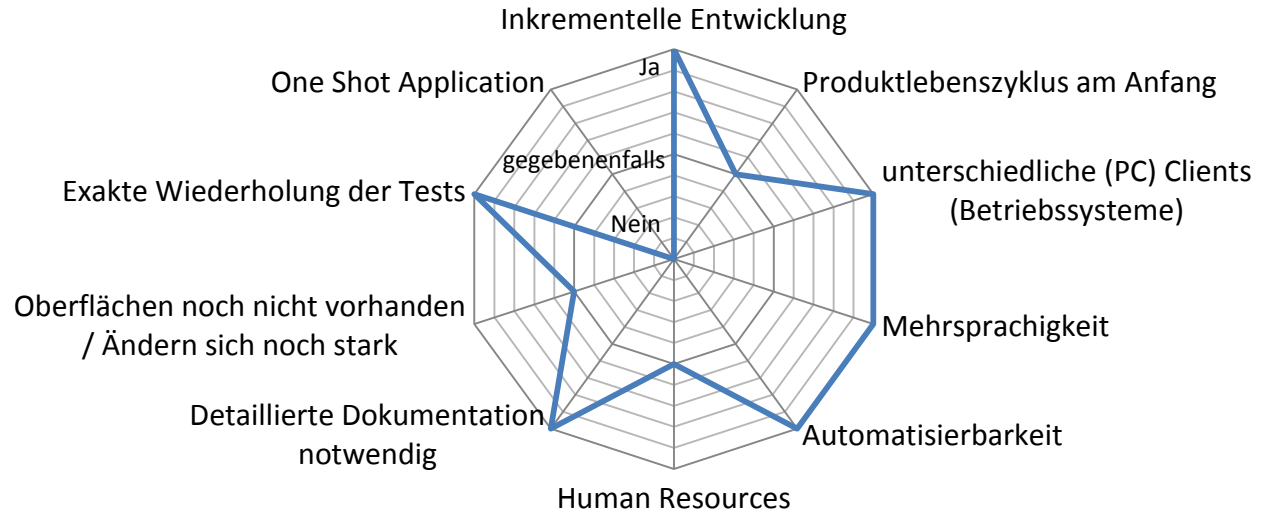 Inkrementelle Entwicklung
Ja
One Shot Application
Produktlebenszyklus am Anfang
gegebenenfalls
Exakte Wiederholung der Tests
unterschiedliche (PC) Clients
(Betriebssysteme)
Nein
Oberflächen noch nicht vorhanden
/ Ändern sich noch stark
Mehrsprachigkeit
Detaillierte Dokumentation
notwendig
Automatisierbarkeit
Human Resources